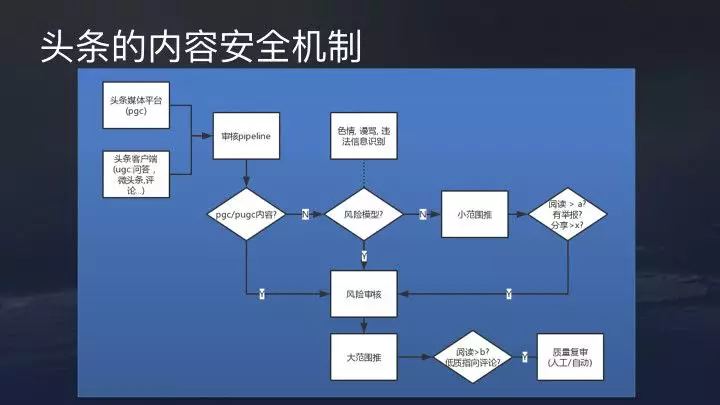 头条的内容安全机制
头条媒体平台
(pgc)
审核pipeline
色情, 谩骂, 违
法信息识别
头条客户端
(ugc:问答，
微头条,评
论...)
pgc/pugc内容?
N
风险模型?
N
小范围推
阅读 > a?
有举报?
分享>x?
Y
Y
风险审核
Y
大范围推
阅读>b?
低质指向评论?
Y
质量复审
(人工/自动)